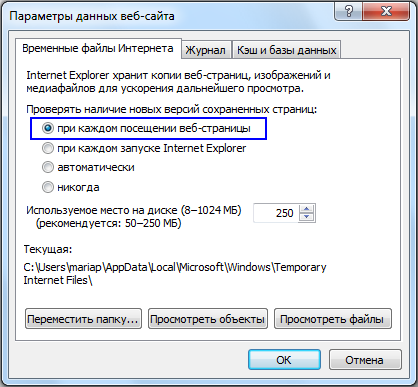 Параметры данных веб-сайта
Временные файлы Интернета
Журнал
Кэш и базы данных
Internet Explorer хранит копии веб-страниц, изображений и
медиафайлов для ускорения дальнейшего просмотра.
Проверять наличие новых версий сохраненных страниц:
при каждом посещении веб-страницы
при каждом запуске Internet Explorer
автоматически
никогда
Используемое место на диске (8–1024 МБ)
(рекомендуется: 50–250 МБ)
250
Текущая:
C:\Users\mariap\AppData\Local\Microsoft\Windows\Temporary
Internet Files\
Переместить папку...
Просмотреть объекты
Просмотреть файлы
OK
Отмена